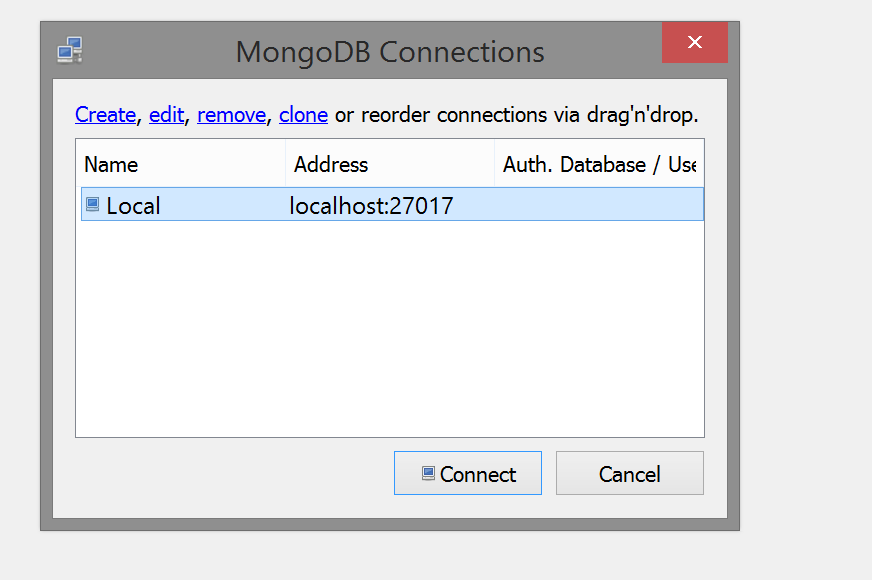 MongoDB Connections
Create, edit, remove, clone or reorder connections via drag'n'drop.
Name Address Auth. Database / Use
Local localhost:27017
Connect Cancel